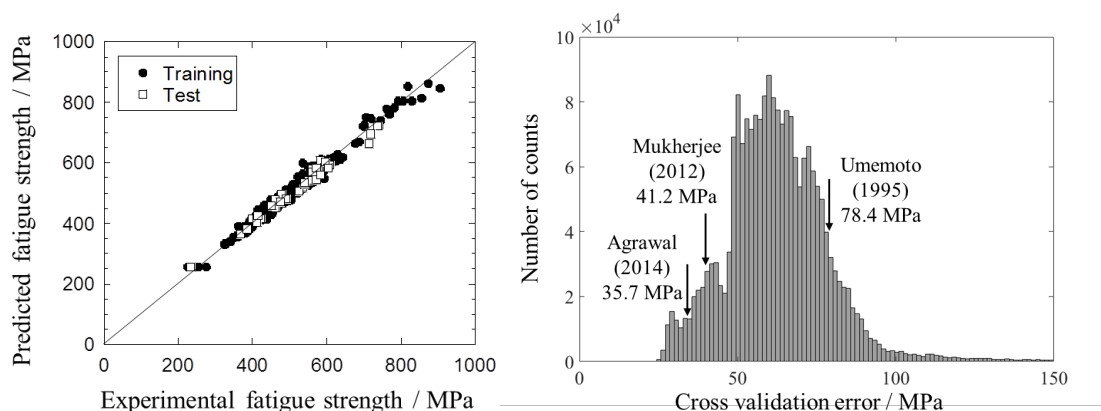 Predicted fatigue strength / MPa
1000
800
600
400
200
0
Training
Test
0 200 400 600 800 1000
Experimental fatigue strength / MPa
×10⁴
Number of counts
10
8
6
4
2
0
Mukherjee
(2012)
41.2 MPa
Umemoto
(1995)
78.4 MPa
Agrawal
(2014)
35.7 MPa
0 50 100 150
Cross validation error / MPa